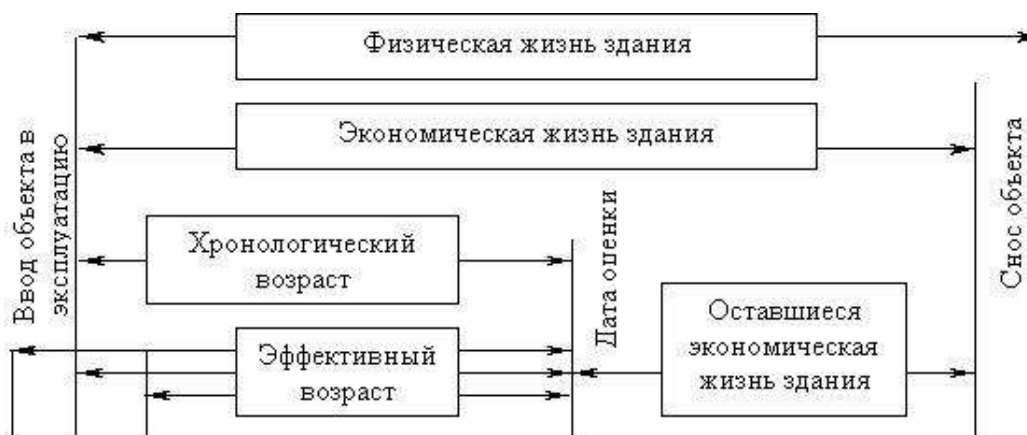 Физическая жизнь здания
Экономическая жизнь здания
Ввод объекта в
эксплуатацию
Хронологический
возраст
Эффективный
возраст
Дата оценки
Оставшиеся
экономическая
жизнь здания
Снос объекта